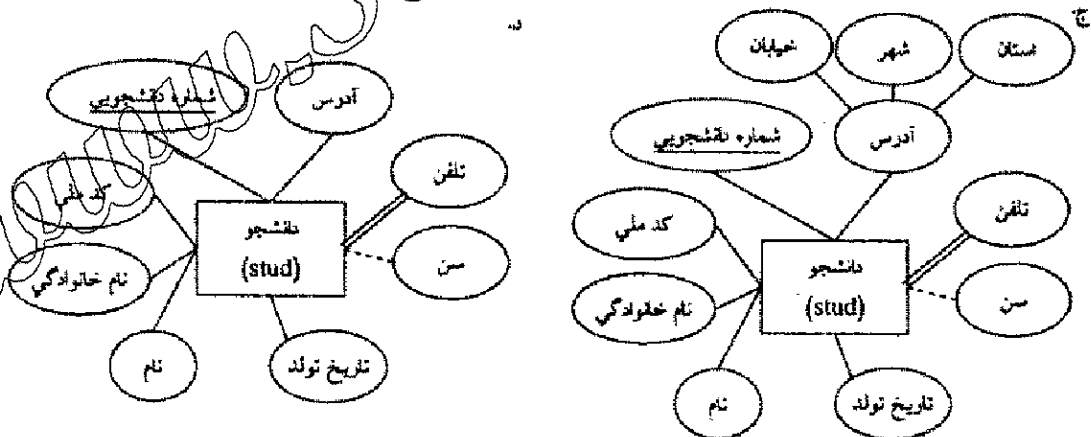 ج
استان
شهر
خیابان
آدرس
شماره دانشجویی
کد ملی
نام خانوادگی
نام
تاریخ تولد
سن
تلفن
دانشجو
(stud)
د
آدرس
شماره دانشجویی
کد ملی
نام خانوادگی
نام
تاریخ تولد
سن
تلفن
دانشجو
(stud)